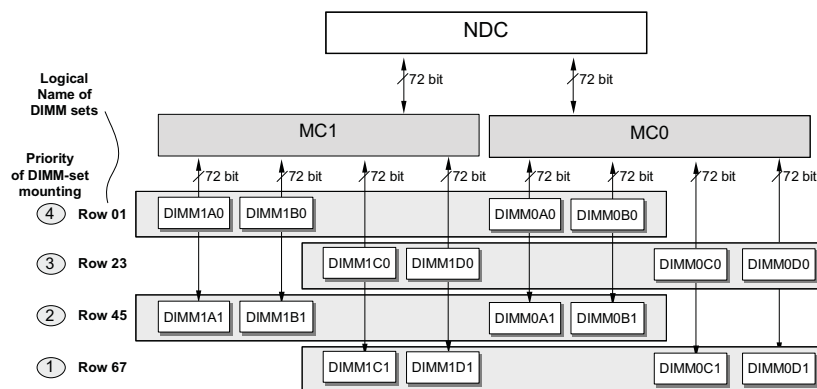 NDC
72 bit 72 bit
Logical
Name of
DIMM sets
MC1 MC0
Priority
of DIMM-set
mounting
72 bit 72 bit 72 bit 72 bit 72 bit 72 bit 72 bit 72 bit
4 Row 01 DIMM1A0 DIMM1B0 DIMM0A0 DIMM0B0
3 Row 23 DIMM1C0 DIMM1D0 DIMM0C0 DIMM0D0
2 Row 45 DIMM1A1 DIMM1B1 DIMM0A1 DIMM0B1
1 Row 67 DIMM1C1 DIMM1D1 DIMM0C1 DIMM0D1